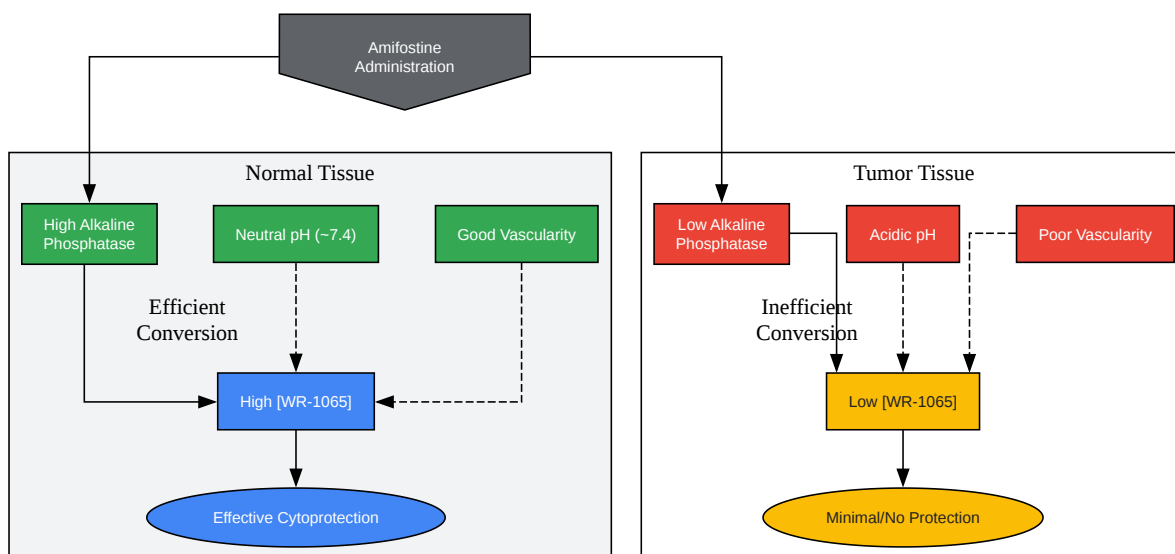 Amifostine
Administration
Normal Tissue
High Alkaline
Phosphatase
Neutral pH (~7.4)
Good Vascularity
Efficient
Conversion
High [WR-1065]
Effective Cytoprotection
Tumor Tissue
Low Alkaline
Phosphatase
Acidic pH
Poor Vascularity
Inefficient
Conversion
Low [WR-1065]
Minimal/No Protection